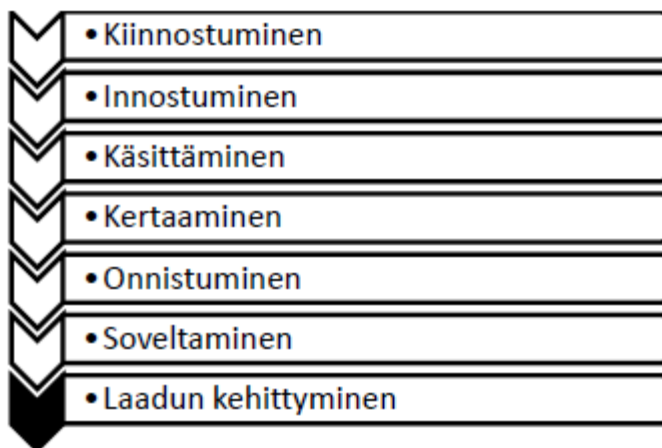 • Kiinnostuminen
• Innostuminen
• Käsittäminen
• Kertaaminen
• Onnistuminen
• Soveltaminen
• Laadun kehittyminen